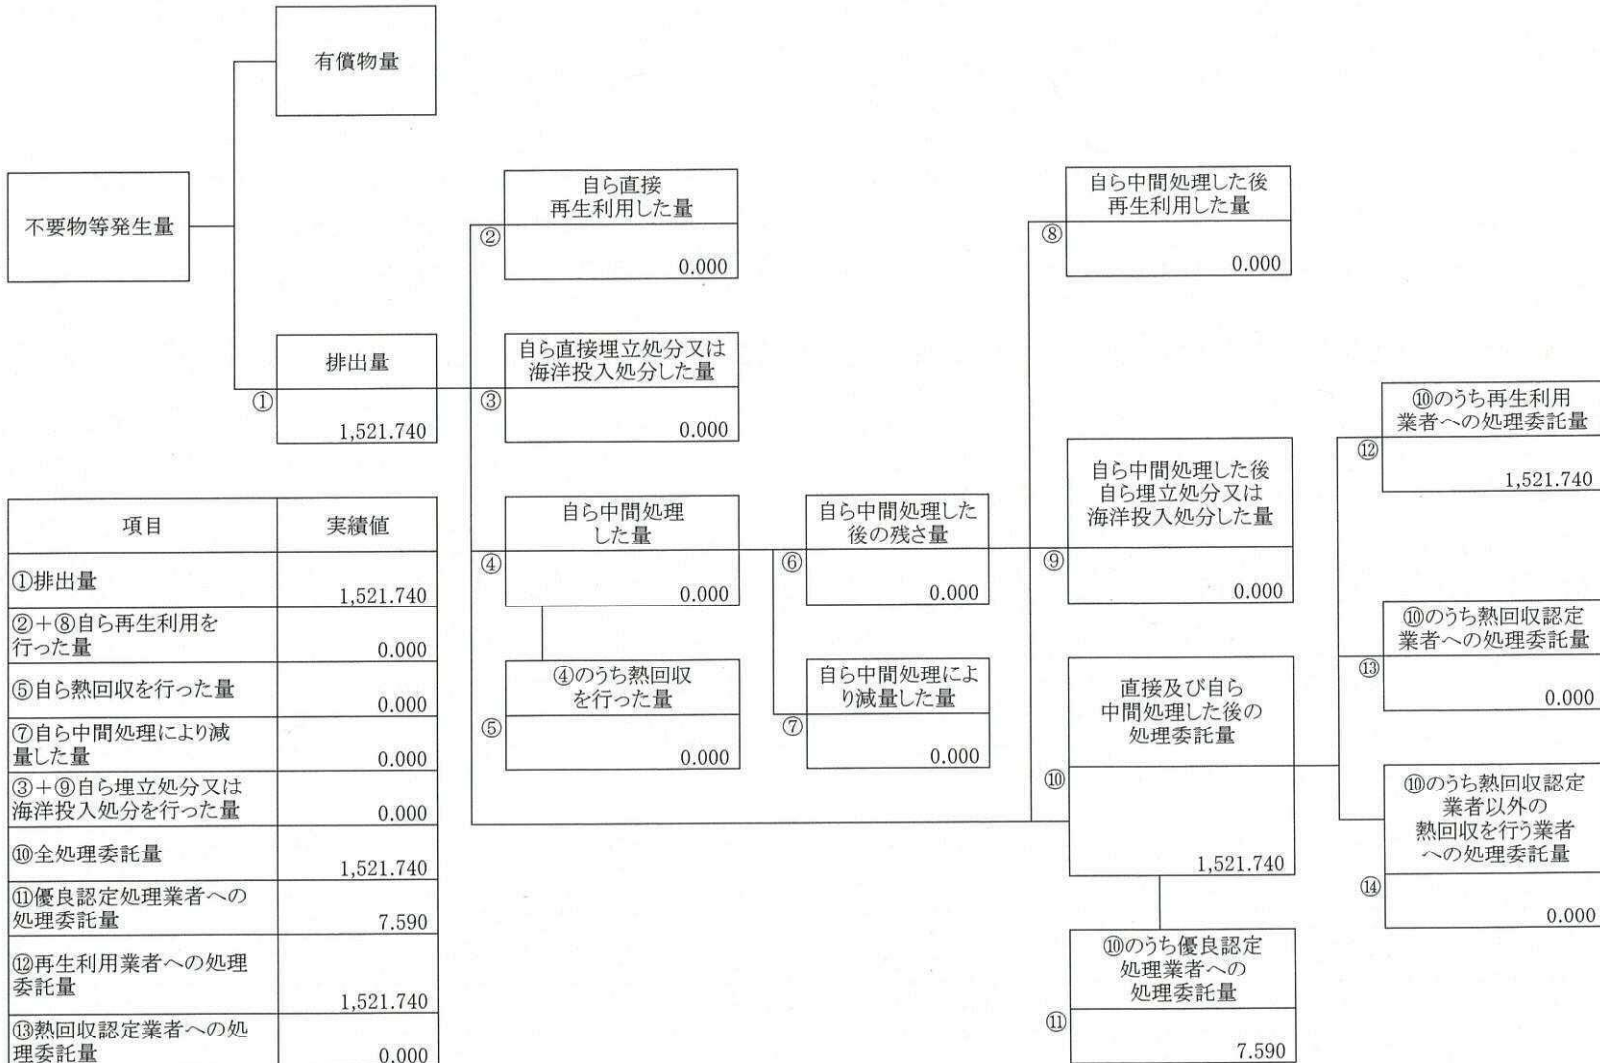 有償物量
不要物等発生量
排出量
①
1,521.740
自ら直接
再生利用した量
②
0.000
自ら直接埋立処分又は
海洋投入処分した量
③
0.000
自ら中間処理
した量
④
0.000
④のうち熱回収
を行った量
⑤
0.000
自ら中間処理した
後の残さ量
⑥
0.000
自ら中間処理によ
り減量した量
⑦
0.000
自ら中間処理した後
再生利用した量
⑧
0.000
自ら中間処理した後
自ら埋立処分又は
海洋投入処分した量
⑨
0.000
直接及び自ら
中間処理した後の
処理委託量
⑩
1,521.740
⑩のうち優良認定
処理業者への
処理委託量
⑪
7.590
⑩のうち再生利用
業者への処理委託量
⑫
1,521.740
⑩のうち熱回収認定
業者への処理委託量
⑬
0.000
⑩のうち熱回収認定
業者以外の
熱回収を行う業者
への処理委託量
⑭
0.000
項目 実績値
①排出量
1,521.740
②+⑧自ら再生利用を
行った量 0.000
⑤自ら熱回収を行った量
0.000
⑦自ら中間処理により減
量した量 0.000
③+⑨自ら埋立処分又は
海洋投入処分を行った量 0.000
⑩全処理委託量
1,521.740
⑪優良認定処理業者への
処理委託量 7.590
⑫再生利用業者への処理
委託量 1,521.740
⑬熱回収認定業者への処
理委託量 0.000